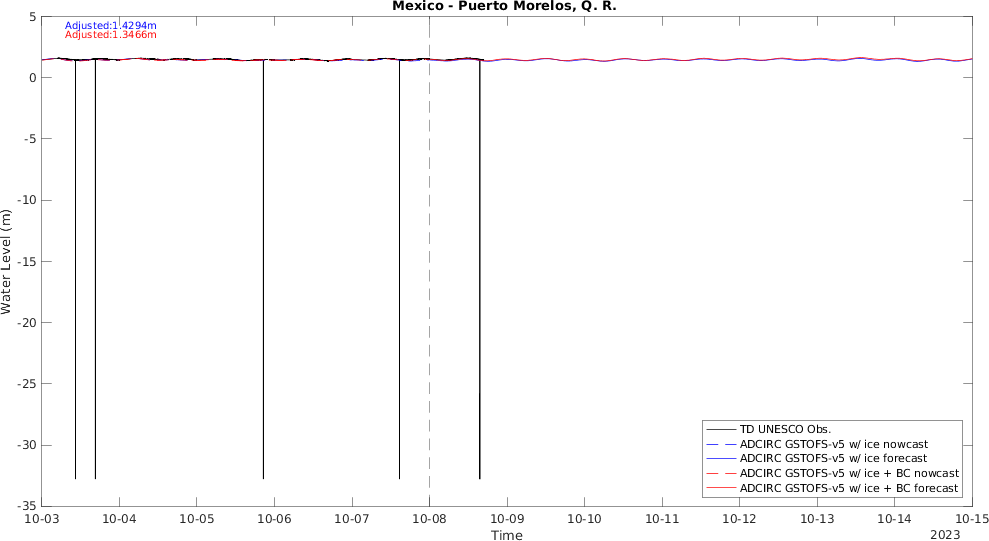 Mexico - Puerto Morelos, Q. R.
Adjusted:1.4294m
Adjusted:1.3466m
Water Level (m)
5
0
-5
-10
-15
-20
-25
-30
-35
TD UNESCO Obs.
ADCIRC GSTOFS-v5 w/ ice nowcast
ADCIRC GSTOFS-v5 w/ ice forecast
ADCIRC GSTOFS-v5 w/ ice + BC nowcast
ADCIRC GSTOFS-v5 w/ ice + BC forecast
10-03 10-04 10-05 10-06 10-07 10-08 10-09 10-10 10-11 10-12 10-13 10-14 10-15
Time
2023